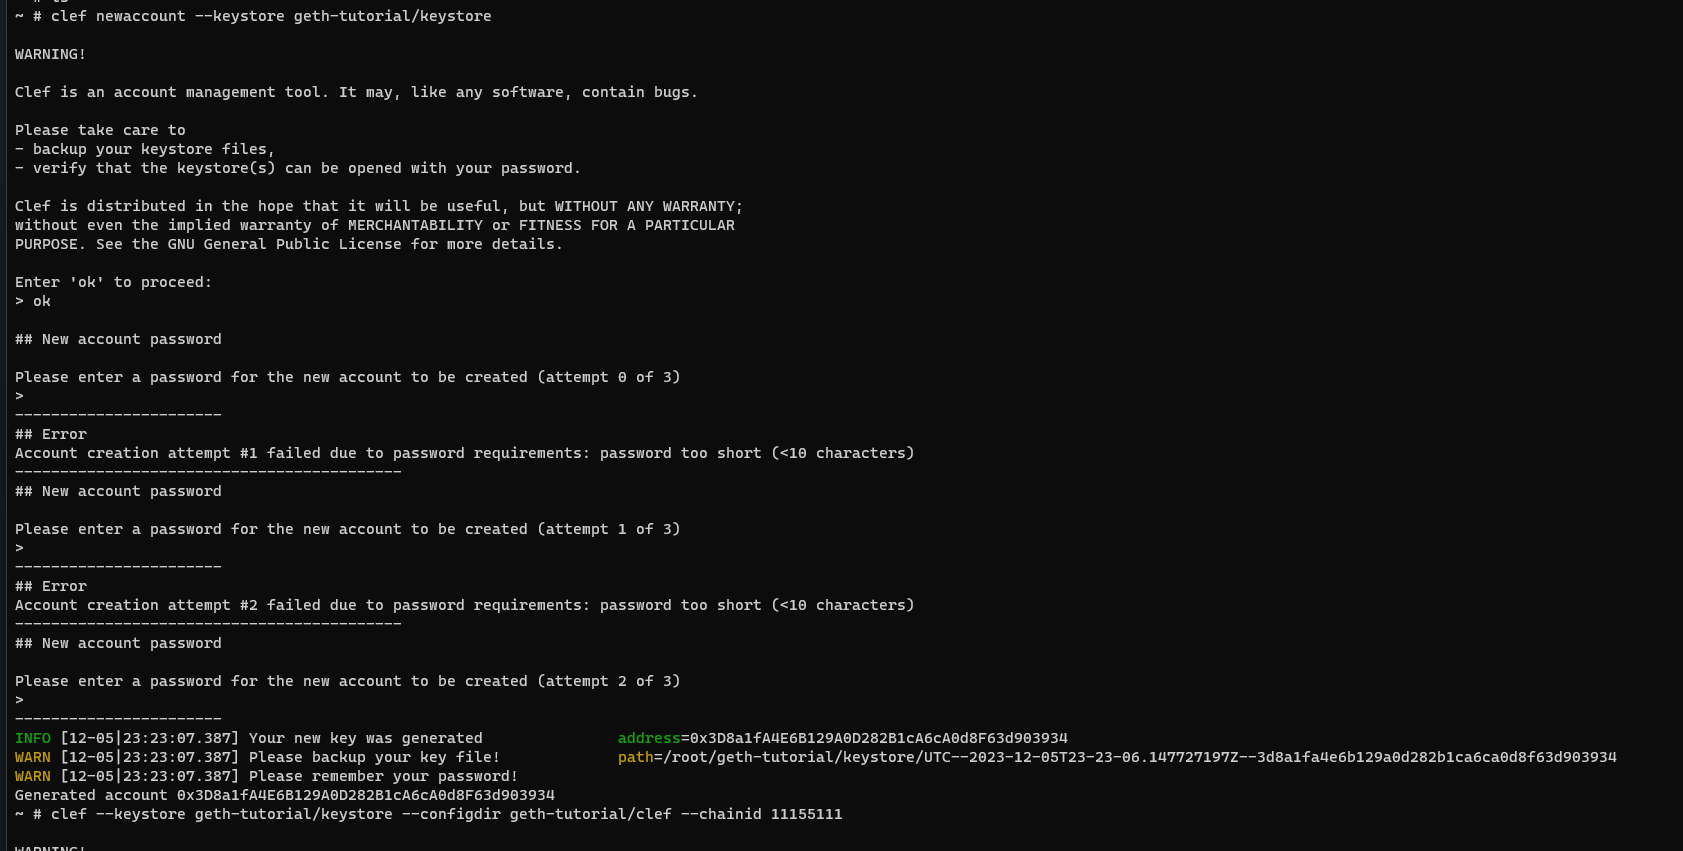 ~ # clef newaccount --keystore geth-tutorial/keystore
WARNING!
Clef is an account management tool. It may, like any software, contain bugs.
Please take care to
- backup your keystore files,
- verify that the keystore(s) can be opened with your password.
Clef is distributed in the hope that it will be useful, but WITHOUT ANY WARRANTY;
without even the implied warranty of MERCHANTABILITY or FITNESS FOR A PARTICULAR
PURPOSE. See the GNU General Public License for more details.
Enter 'ok' to proceed:
> ok
## New account password
Please enter a password for the new account to be created (attempt 0 of 3)
>
-----------------------
## Error
Account creation attempt #1 failed due to password requirements: password too short (<10 characters)
-------------------------------------------
## New account password
Please enter a password for the new account to be created (attempt 1 of 3)
>
-----------------------
## Error
Account creation attempt #2 failed due to password requirements: password too short (<10 characters)
-------------------------------------------
## New account password
Please enter a password for the new account to be created (attempt 2 of 3)
>
-----------------------
INFO [12-05|23:23:07.387] Your new key was generated address=0x3D8a1fA4E6B129A0D282B1cA6cA0d8F63d903934
WARN [12-05|23:23:07.387] Please backup your key file! path=/root/geth-tutorial/keystore/UTC--2023-12-05T23-23-06.147727197Z--3d8a1fa4e6b129a0d282b1ca6ca0d8f63d903934
WARN [12-05|23:23:07.387] Please remember your password!
Generated account 0x3D8a1fA4E6B129A0D282B1cA6cA0d8F63d903934
~ # clef --keystore geth-tutorial/keystore --configdir geth-tutorial/clef --chainid 11155111
WARNING!